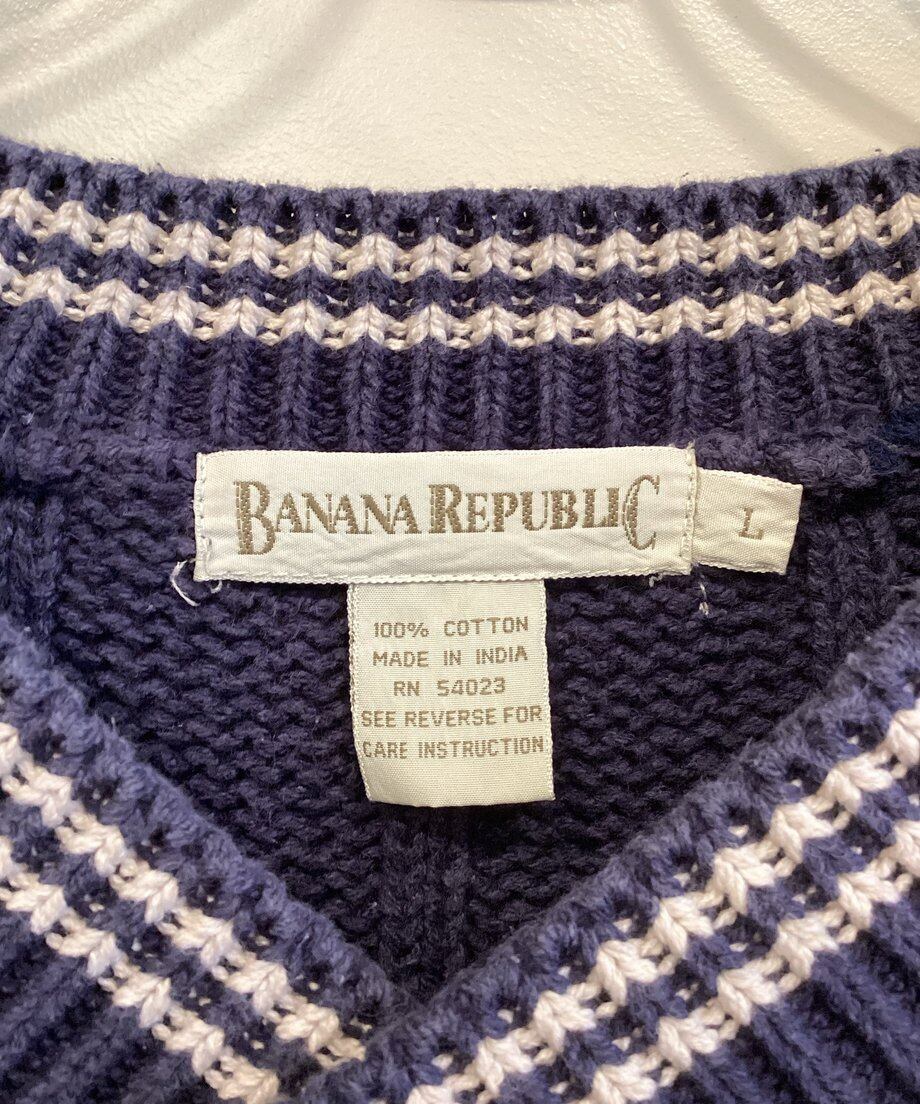 BANANA REPUBLIC
L
100% COTTON
MADE IN INDIA
RN 54023
SEE REVERSE FOR
CARE INSTRUCTION